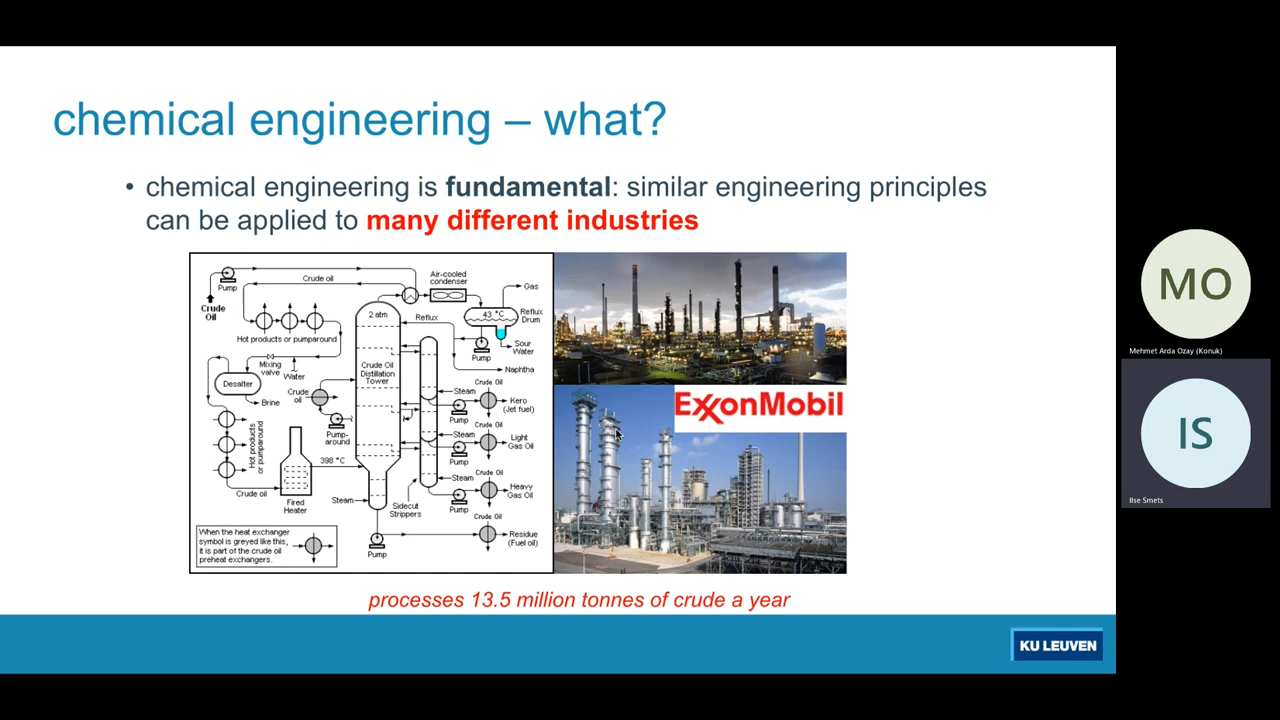 chemical engineering – what?
• chemical engineering is fundamental: similar engineering principles
can be applied to many different industries
Pump
Crude oil
Crude
Oil
Hot products or pumparound
Mixing
valve
Water
Desalter
Brine
Hot products
or pumparound
Crude oil
Fired
Heater
398 °C
Crude
oil
Pump-
around
2 atm
Crude Oil
Distillation
Tower
Steam
Pump
Air-cooled
condenser
Gas
43 °C
Reflux
Drum
Reflux
Pump
Sour
Water
Naphtha
Crude Oil
Steam
Pump
Kero
(Jet fuel)
Crude Oil
Steam
Pump
Light
Gas Oil
Crude Oil
Steam
Pump
Heavy
Gas Oil
Sidecut
Strippers
Crude Oil
Residue
(Fuel oil)
When the heat exchanger
symbol is greyed like this,
it is part of the crude oil
preheat exchangers.
ExxonMobil
processes 13.5 million tonnes of crude a year
KU LEUVEN
MO
Mehmet Arda Ozay (Konuk)
IS
Ilse Smets